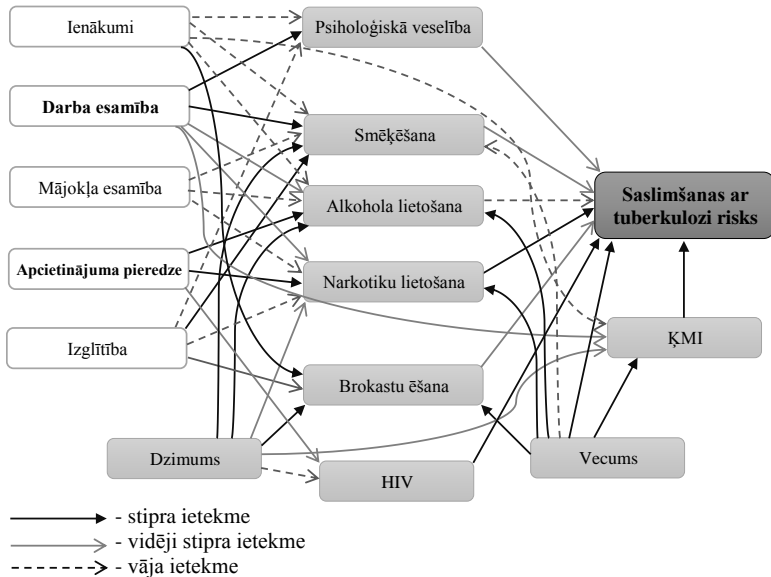 Ienākumi
Psiholoģiskā veselība
Darba esamība
Smēķēšana
Mājokļa esamība
Alkohola lietošana
Saslimšanas ar
tuberkulozi risks
Apcietinājuma pieredze
Narkotiku lietošana
Izglītība
ĶMI
Brokastu ēšana
Dzimums
HIV
Vecums
- stipra ietekme
- vidēji stipra ietekme
- vāja ietekme